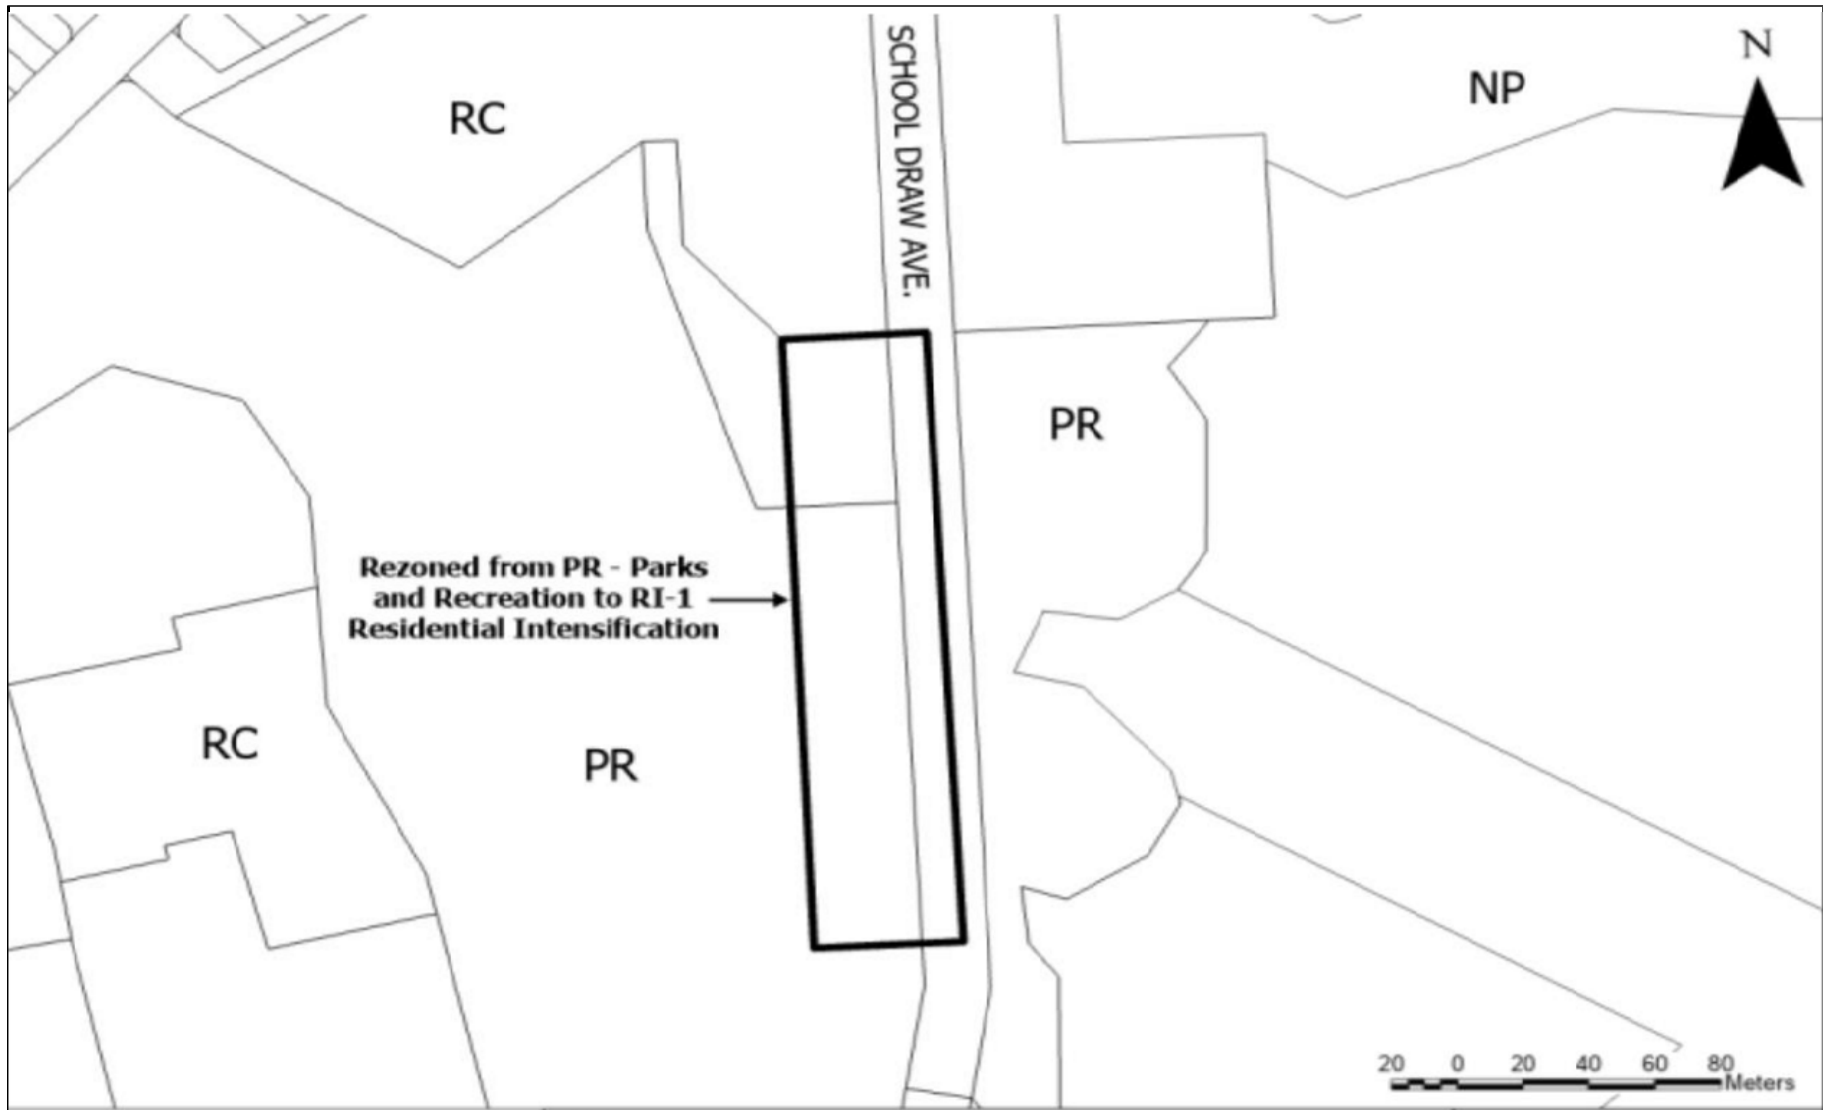 N
NP
RC
SCHOOL DRAW AVE.
PR
Rezoned from PR - Parks
and Recreation to RI-1
Residential Intensification
RC
PR
20 0 20 40 60 80
Meters